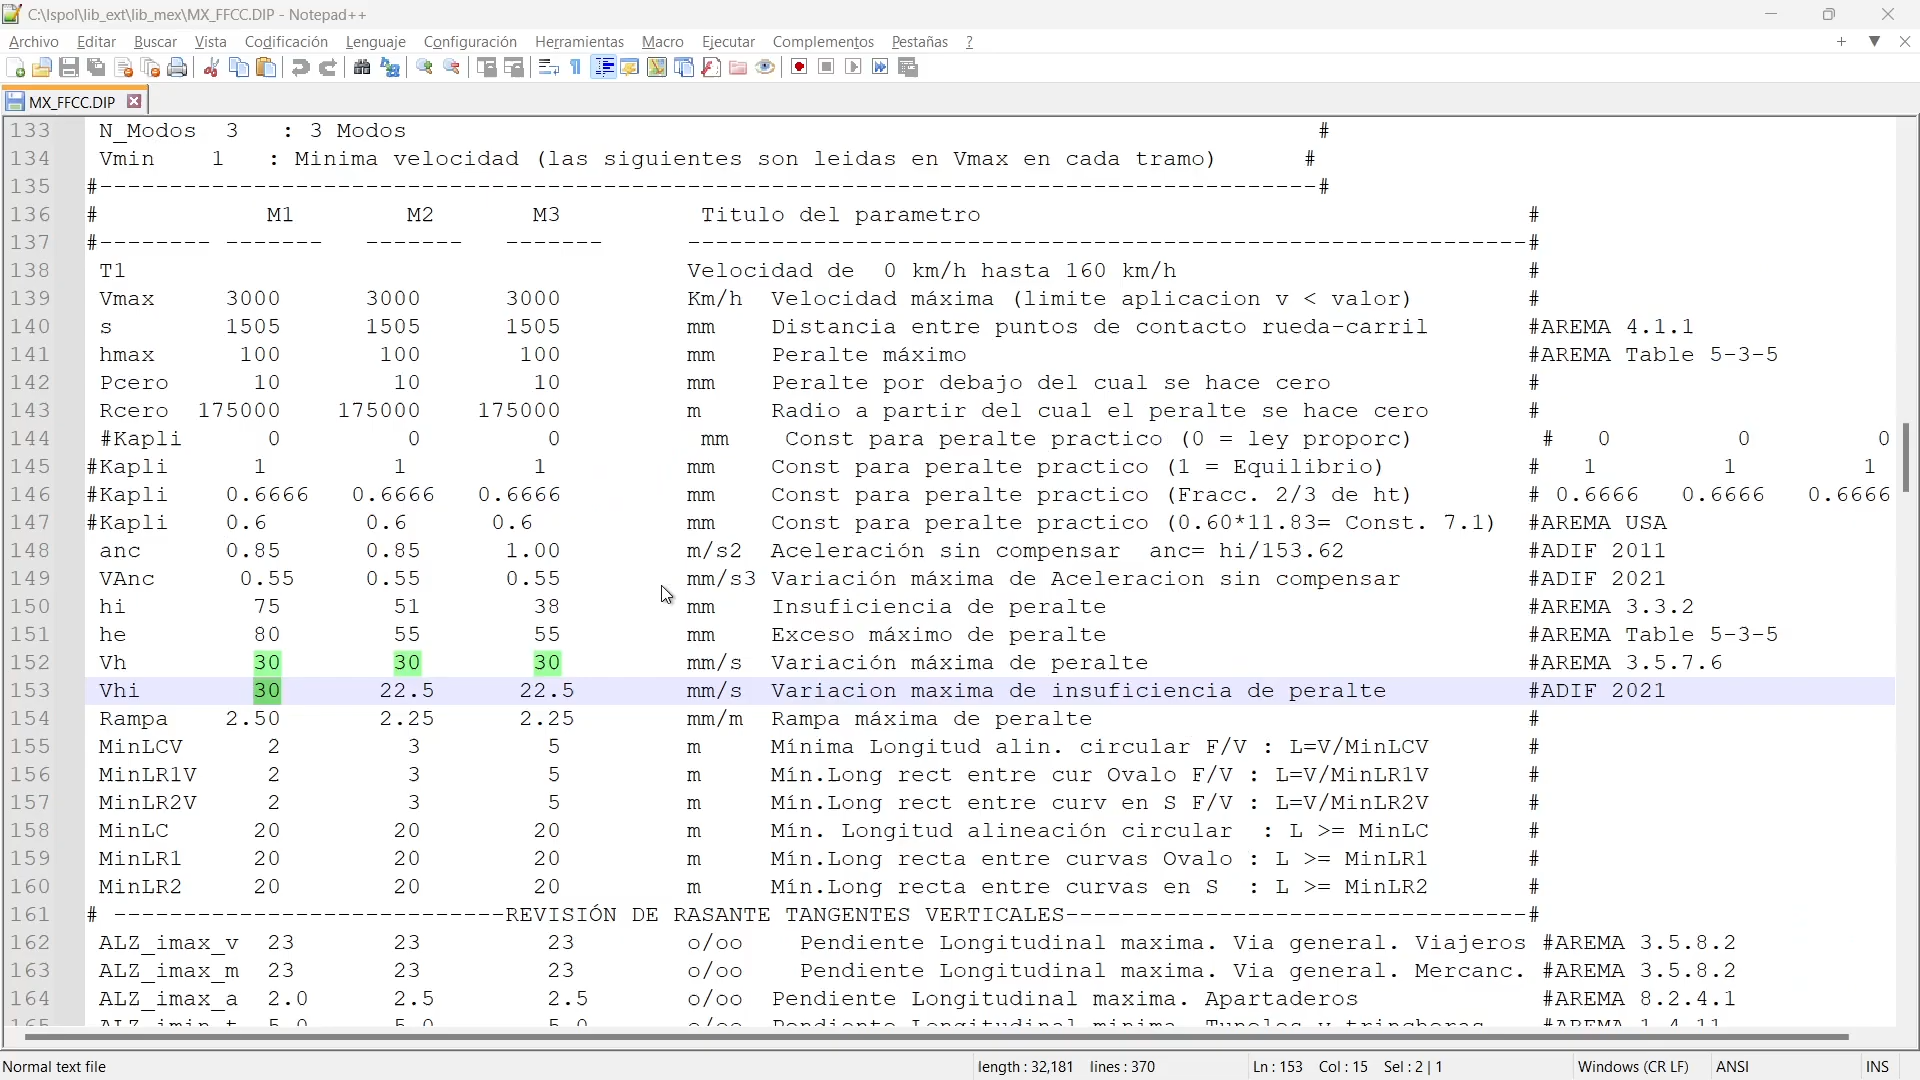 C:\Ispol\lib_ext\lib_mex\MX_FFCC.DIP - Notepad++
Archivo Editar Buscar Vista Codificación Lenguaje Configuración Herramientas Macro Ejecutar Complementos Pestañas ?
MX_FFCC.DIP
133 N_Modos 3 : 3 Modos #
134 Vmin 1 : Minima velocidad (las siguientes son leidas en Vmax en cada tramo) #
135 #---------------------------------------------------------------------------------------#
136 # M1 M2 M3 Titulo del parametro #
137 #-------- ------- ------- ------- ------------------------------------------------------------#
138 T1 Velocidad de 0 km/h hasta 160 km/h #
139 Vmax 3000 3000 3000 Km/h Velocidad máxima (limite aplicacion v < valor) #
140 s 1505 1505 1505 mm Distancia entre puntos de contacto rueda-carril #AREMA 4.1.1
141 hmax 100 100 100 mm Peralte máximo #AREMA Table 5-3-5
142 Pcero 10 10 10 mm Peralte por debajo del cual se hace cero #
143 Rcero 175000 175000 175000 m Radio a partir del cual el peralte se hace cero #
144 #Kapli 0 0 0 mm Const para peralte practico (0 = ley proporc) # 0 0 0
145 #Kapli 1 1 1 mm Const para peralte practico (1 = Equilibrio) # 1 1 1
146 #Kapli 0.6666 0.6666 0.6666 mm Const para peralte practico (Fracc. 2/3 de ht) # 0.6666 0.6666 0.6666
147 #Kapli 0.6 0.6 0.6 mm Const para peralte practico (0.60*11.83= Const. 7.1) #AREMA USA
148 anc 0.85 0.85 1.00 m/s2 Aceleración sin compensar anc= hi/153.62 #ADIF 2011
149 VAnc 0.55 0.55 0.55 mm/s3 Variación máxima de Aceleracion sin compensar #ADIF 2021
150 hi 75 51 38 mm Insuficiencia de peralte #AREMA 3.3.2
151 he 80 55 55 mm Exceso máximo de peralte #AREMA Table 5-3-5
152 Vh 30 30 30 mm/s Variación máxima de peralte #AREMA 3.5.7.6
153 Vhi 30 22.5 22.5 mm/s Variacion maxima de insuficiencia de peralte #ADIF 2021
154 Rampa 2.50 2.25 2.25 mm/m Rampa máxima de peralte #
155 MinLCV 2 3 5 m Mínima Longitud alin. circular F/V : L=V/MinLCV #
156 MinLR1V 2 3 5 m Mín.Long rect entre cur Ovalo F/V : L=V/MinLR1V #
157 MinLR2V 2 3 5 m Mín.Long rect entre curv en S F/V : L=V/MinLR2V #
158 MinLC 20 20 20 m Mín. Longitud alineación circular : L >= MinLC #
159 MinLR1 20 20 20 m Mín.Long recta entre curvas Ovalo : L >= MinLR1 #
160 MinLR2 20 20 20 m Mín.Long recta entre curvas en S : L >= MinLR2 #
161 # ----------------------------REVISIÓN DE RASANTE TANGENTES VERTICALES---------------------------------#
162 ALZ_imax_v 23 23 23 o/oo Pendiente Longitudinal maxima. Via general. Viajeros #AREMA 3.5.8.2
163 ALZ_imax_m 23 23 23 o/oo Pendiente Longitudinal maxima. Via general. Mercanc. #AREMA 3.5.8.2
164 ALZ_imax_a 2.0 2.5 2.5 o/oo Pendiente Longitudinal maxima. Apartaderos #AREMA 8.2.4.1
165 ALZ_imin_t 5.0 5.0 5.0 o/oo Pendiente Longitudinal minima. Tuneles y trincheras #AREMA 1.4.11
Normal text file length : 32,181 lines : 370 Ln : 153 Col : 15 Sel : 2 | 1 Windows (CR LF) ANSI INS